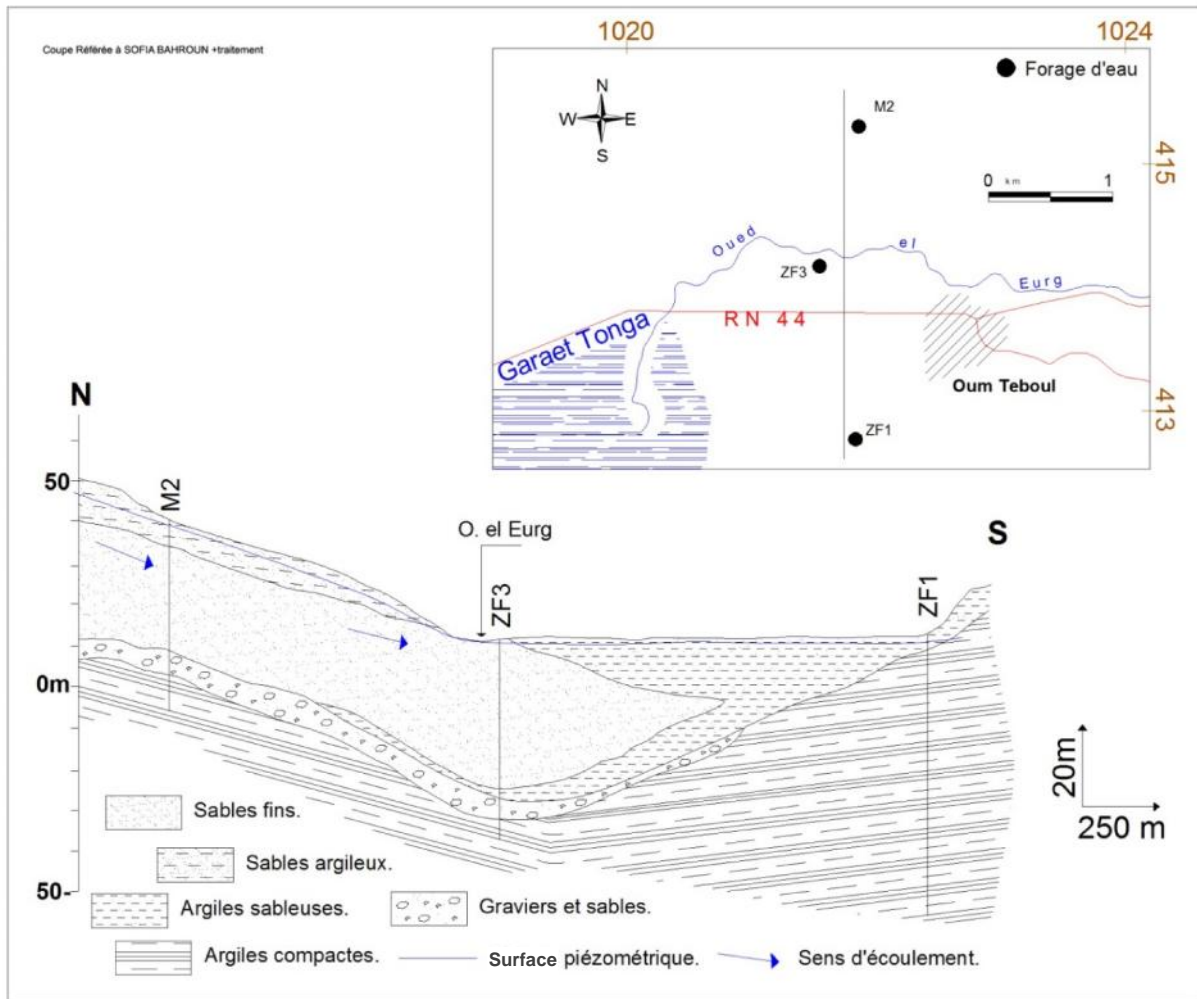 Coupe Référée à SOFIA BAHROUN +traitement
1020
1024
Forage d'eau
N
W
E
S
M2
415
0
km
1
Oued
el
Eurg
ZF3
RN 44
Garaet Tonga
Oum Teboul
413
ZF1
N
50
M2
O. el Eurg
S
ZF3
ZF1
0m
20m
250 m
Sables fins.
Sables argileux.
50-
Argiles sableuses.
Graviers et sables.
Argiles compactes.
Surface piézométrique.
Sens d'écoulement.